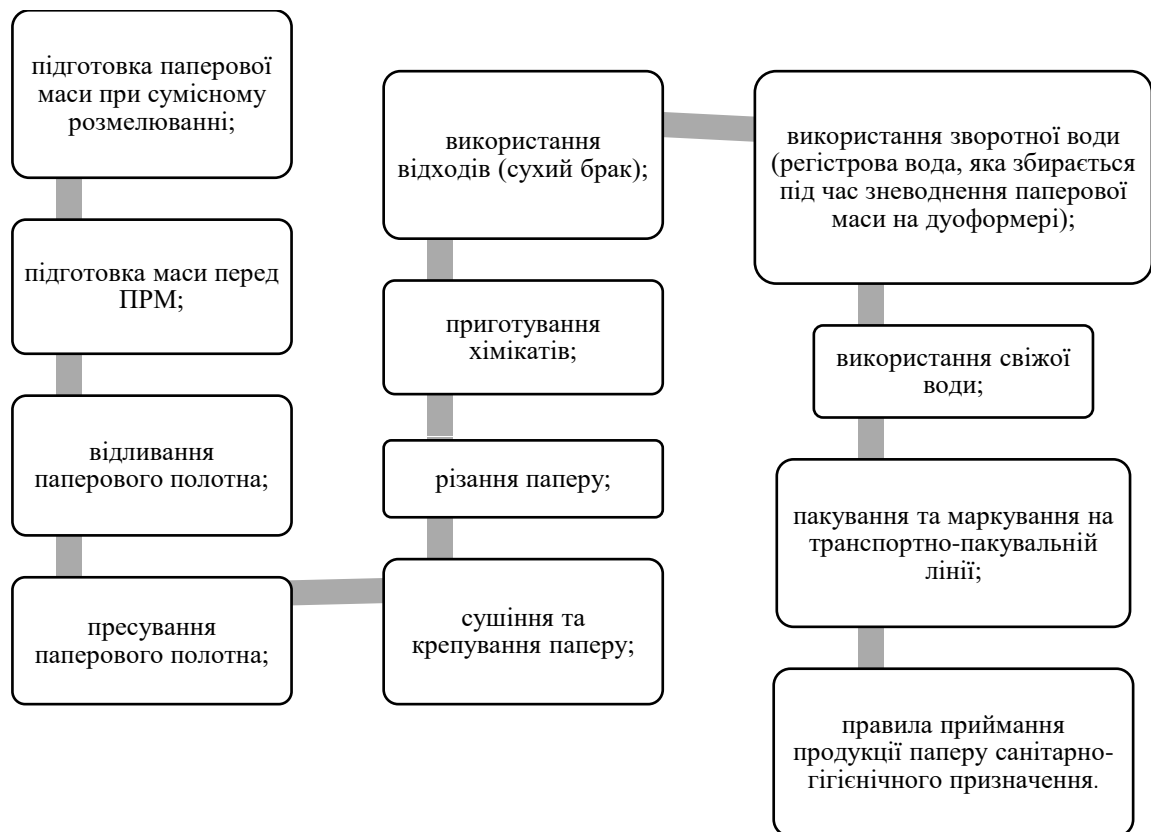 підготовка паперової
маси при сумісному
розмелюванні;
підготовка маси перед
ПРМ;
відливання
паперового полотна;
пресування
паперового полотна;
сушіння та
крепування паперу;
різання паперу;
приготування
хімікатів;
використання
відходів (сухий брак);
використання зворотної води
(регістрова вода, яка збирається
під час зневоднення паперової
маси на дуоформері);
використання свіжої
води;
пакування та маркування на
транспортно-пакувальній
лінії;
правила приймання
продукції паперу санітарно-
гігієнічного призначення.